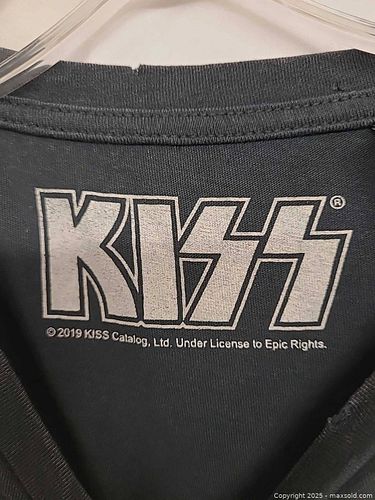 KISS®
© 2019 KISS Catalog, Ltd. Under License to Epic Rights.
Copyright 2025 - maxsold.com